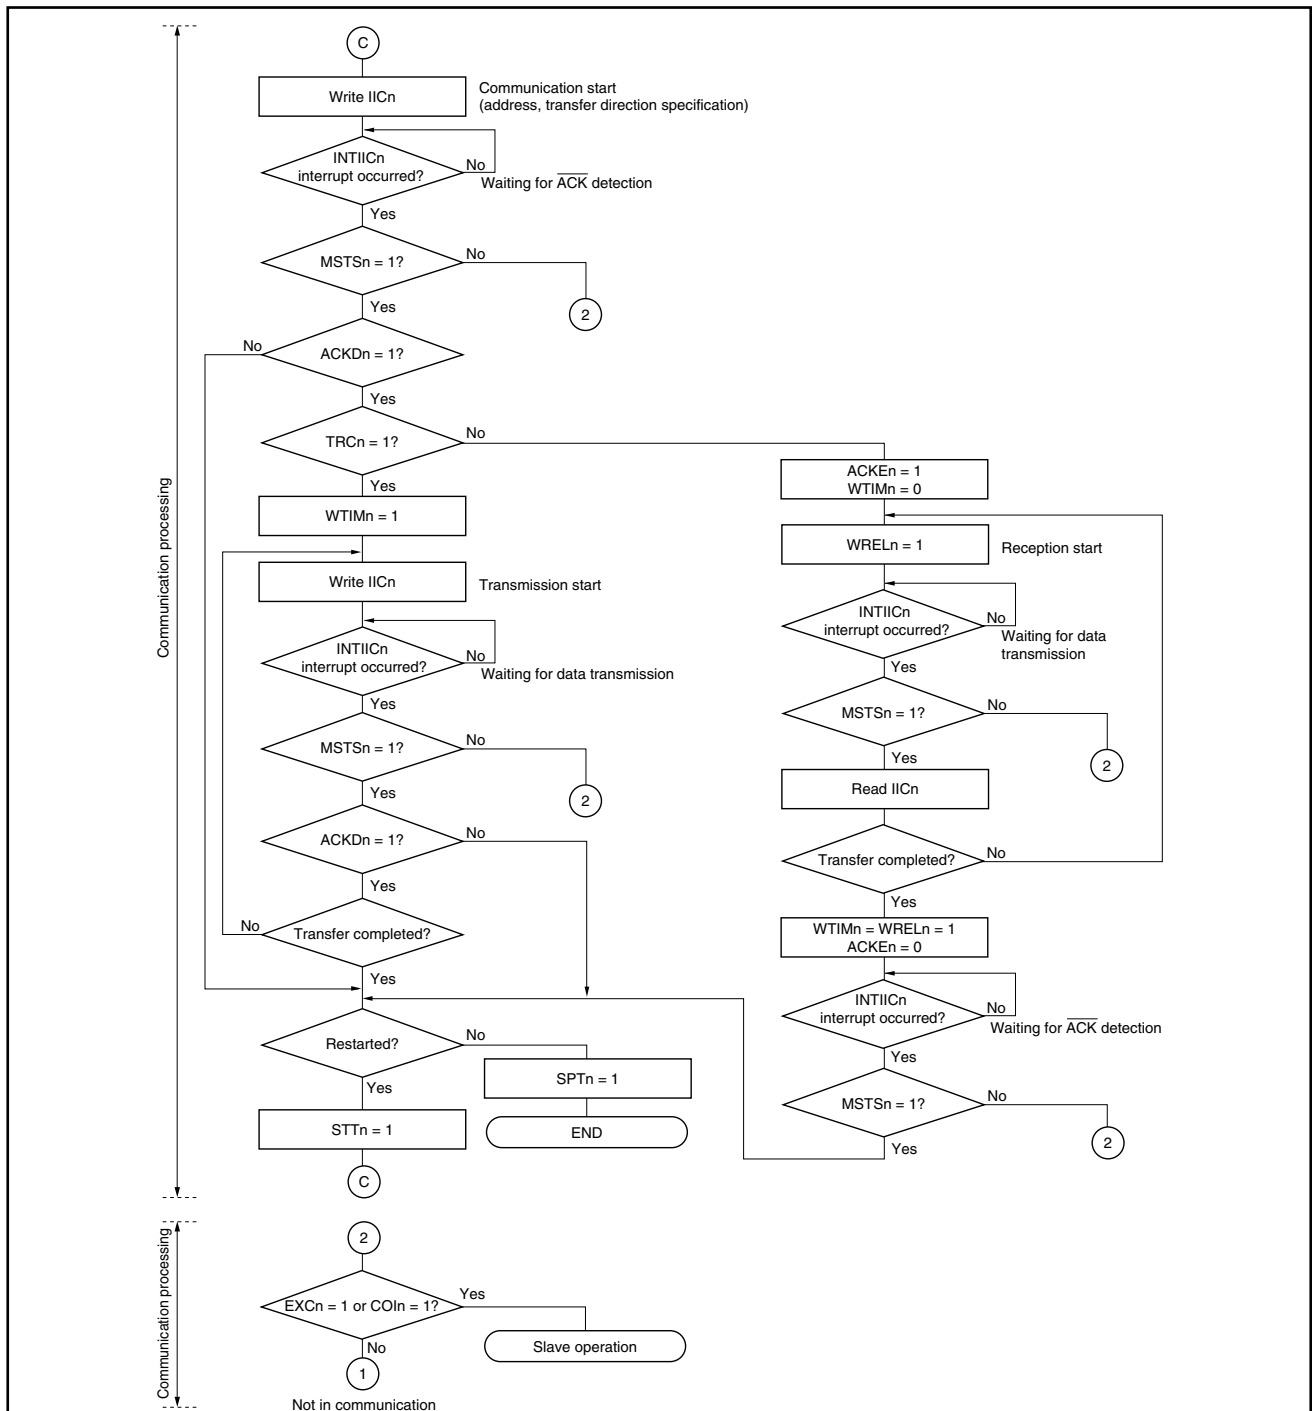 C
Write IICn
Communication start
(address, transfer direction specification)
INTIICn
interrupt occurred?
No
Waiting for ACK detection
Yes
MSTSn = 1?
No
2
Yes
ACKDn = 1?
No
Yes
TRCn = 1?
No
Yes
WTIMn = 1
Write IICn
Transmission start
INTIICn
interrupt occurred?
No
Waiting for data transmission
Yes
MSTSn = 1?
No
2
Yes
ACKDn = 1?
No
Yes
Transfer completed?
No
Yes
Restarted?
No
SPTn = 1
END
Yes
STTn = 1
C
ACKEn = 1
WTIMn = 0
WRELn = 1
Reception start
INTIICn
interrupt occurred?
No
Waiting for data
transmission
Yes
MSTSn = 1?
No
2
Yes
Read IICn
Transfer completed?
No
Yes
WTIMn = WRELn = 1
ACKEn = 0
INTIICn
interrupt occurred?
No
Waiting for ACK detection
Yes
MSTSn = 1?
No
2
Yes
Communication processing
2
EXCn = 1 or COIn = 1?
Yes
Slave operation
No
1
Not in communication
Communication processing